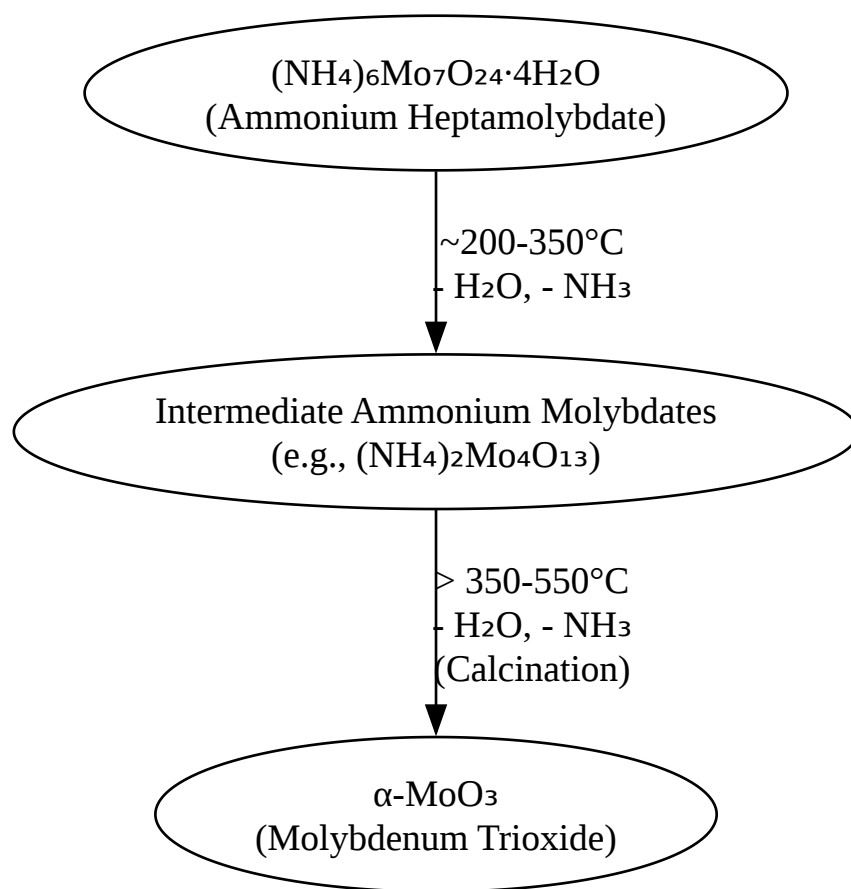 (NH₄)₆Mo₇O₂₄·4H₂O
(Ammonium Heptamolybdate)
~200-350°C
- H₂O, - NH₃
Intermediate Ammonium Molybdates
(e.g., (NH₄)₂Mo₄O₁₃)
> 350-550°C
- H₂O, - NH₃
(Calcination)
α-MoO₃
(Molybdenum Trioxide)